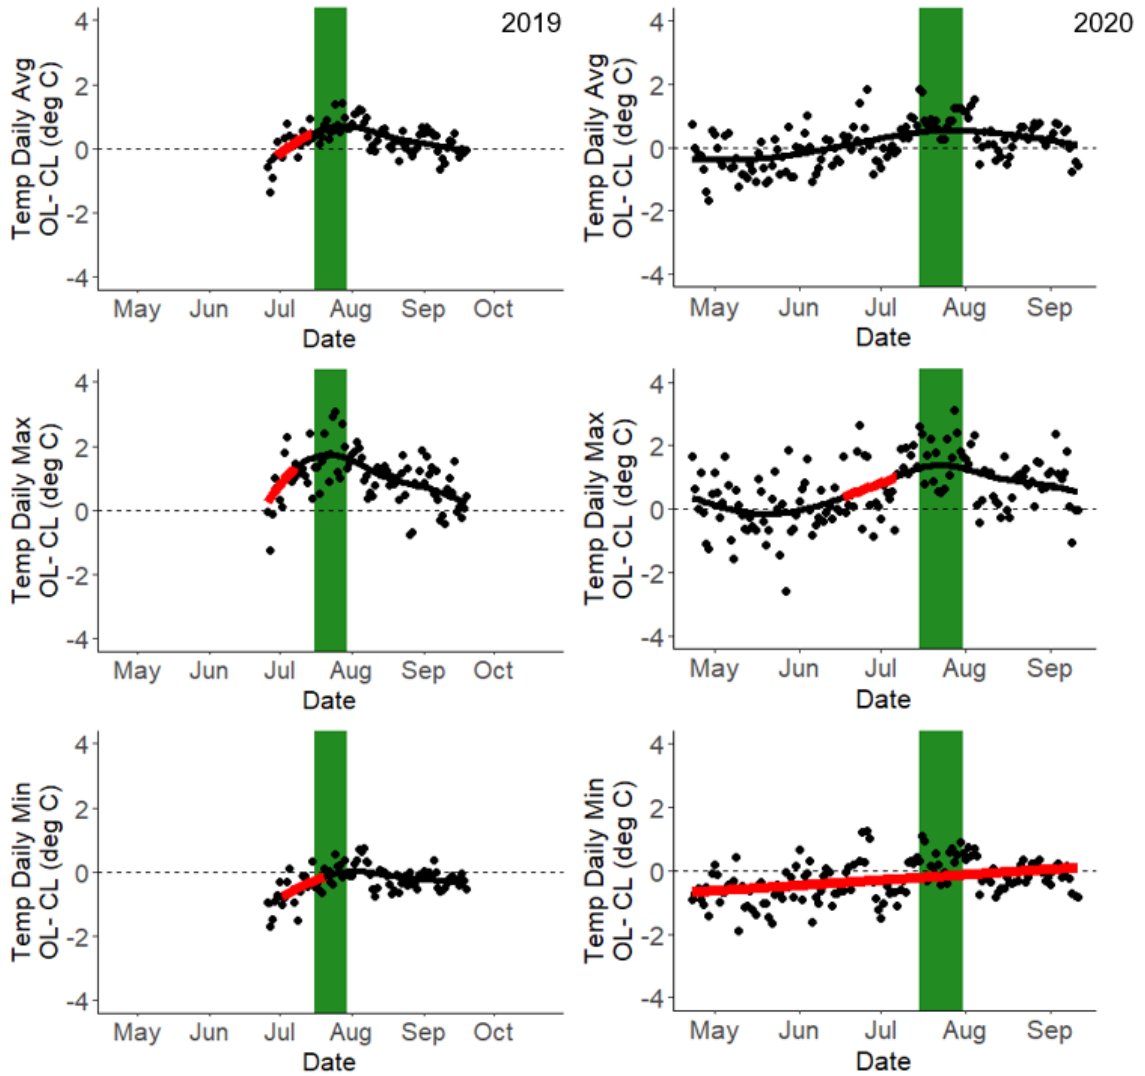 2019
Temp Daily Avg
OL- CL (deg C)
4
2
0
-2
-4
May Jun Jul Aug Sep Oct
Date
2020
Temp Daily Avg
OL- CL (deg C)
4
2
0
-2
-4
May Jun Jul Aug Sep
Date
Temp Daily Max
OL- CL (deg C)
4
2
0
-2
-4
May Jun Jul Aug Sep Oct
Date
Temp Daily Max
OL- CL (deg C)
4
2
0
-2
-4
May Jun Jul Aug Sep
Date
Temp Daily Min
OL- CL (deg C)
4
2
0
-2
-4
May Jun Jul Aug Sep Oct
Date
Temp Daily Min
OL- CL (deg C)
4
2
0
-2
-4
May Jun Jul Aug Sep
Date